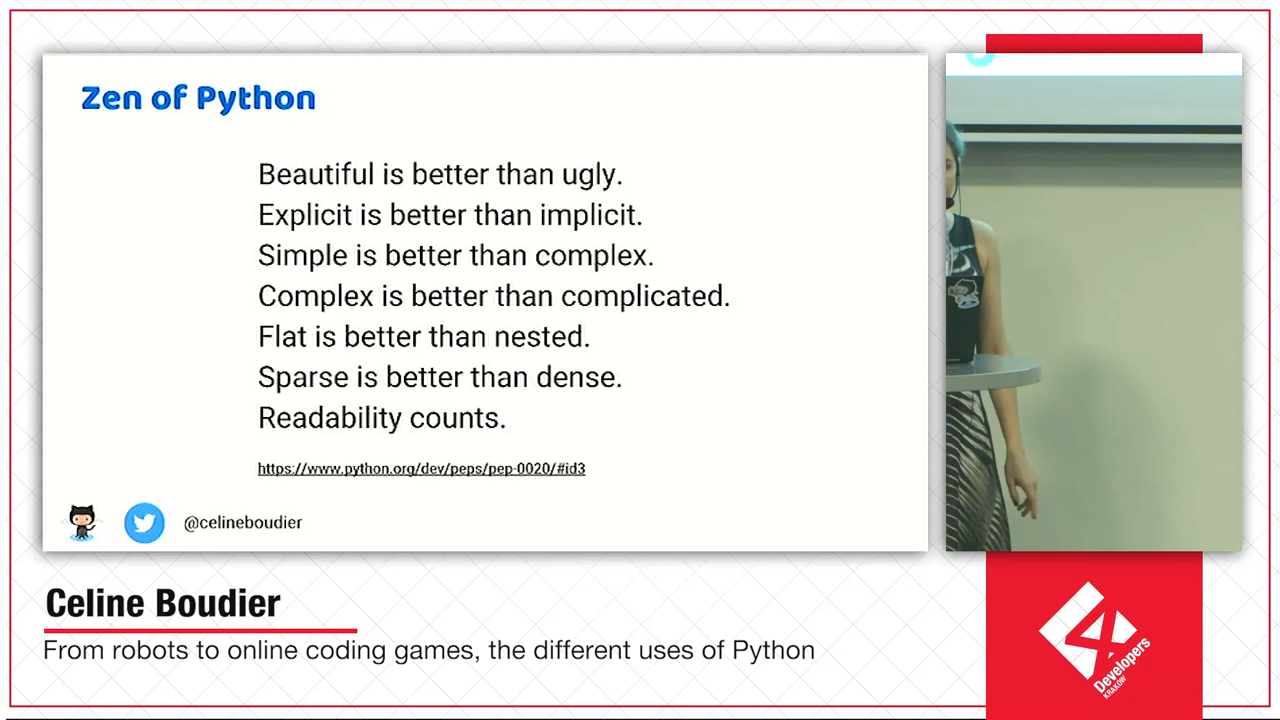 Zen of Python
Beautiful is better than ugly.
Explicit is better than implicit.
Simple is better than complex.
Complex is better than complicated.
Flat is better than nested.
Sparse is better than dense.
Readability counts.
https://www.python.org/dev/peps/pep-0020/#id3
@celineboudier
Celine Boudier
From robots to online coding games, the different uses of Python
4
Developers
KRAKOW